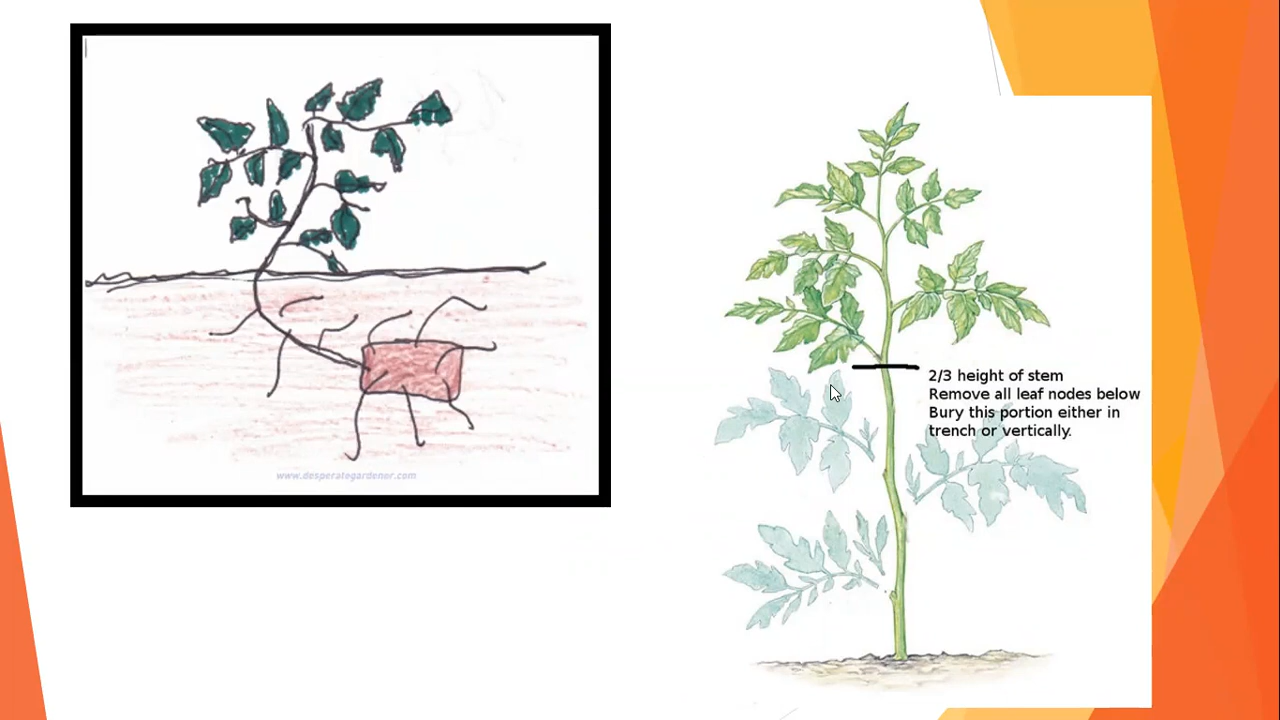 www.desperategardener.com
2/3 height of stem
Remove all leaf nodes below
Bury this portion either in
trench or vertically.